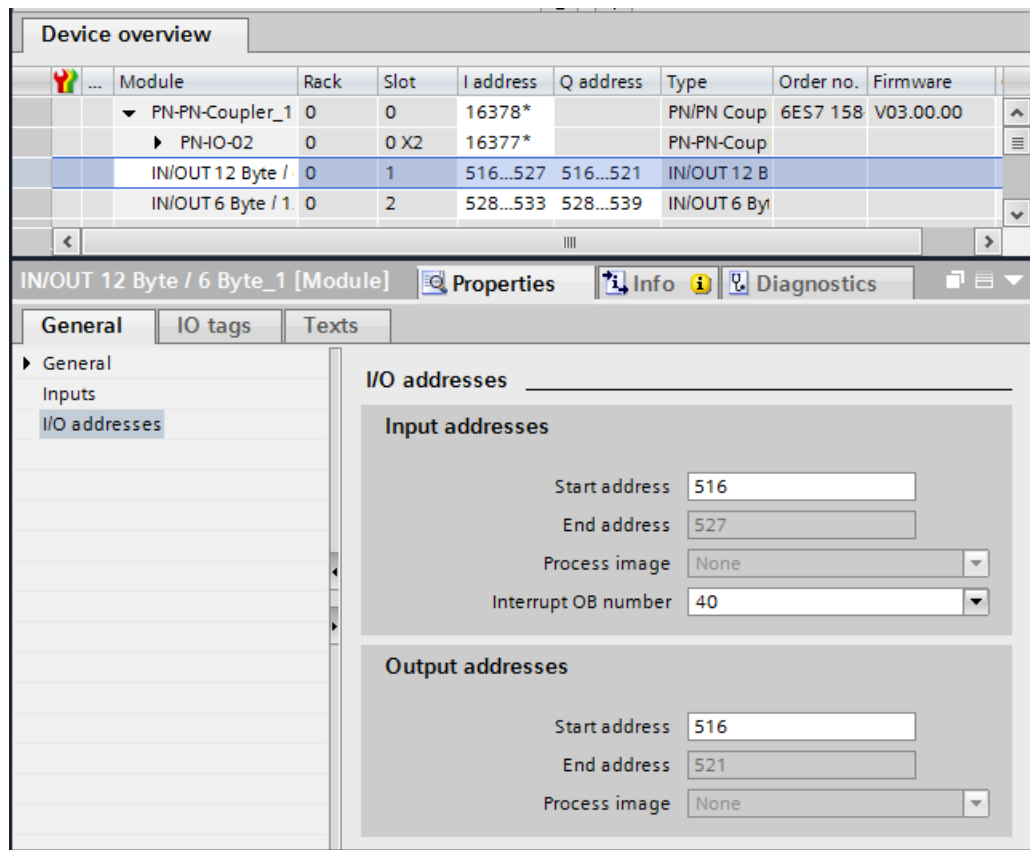 Device overview
... Module Rack Slot I address Q address Type Order no. Firmware
PN-PN-Coupler_1 0 0 16378* PN/PN Coup 6ES7 158 V03.00.00
PN-IO-02 0 0 X2 16377* PN-PN-Coup
IN/OUT 12 Byte / 0 1 516...527 516...521 IN/OUT 12 B
IN/OUT 6 Byte / 1 0 2 528...533 528...539 IN/OUT 6 Byt
IN/OUT 12 Byte / 6 Byte_1 [Module] Properties Info Diagnostics
General IO tags Texts
General
Inputs
I/O addresses
I/O addresses
Input addresses
Start address 516
End address 527
Process image None
Interrupt OB number 40
Output addresses
Start address 516
End address 521
Process image None